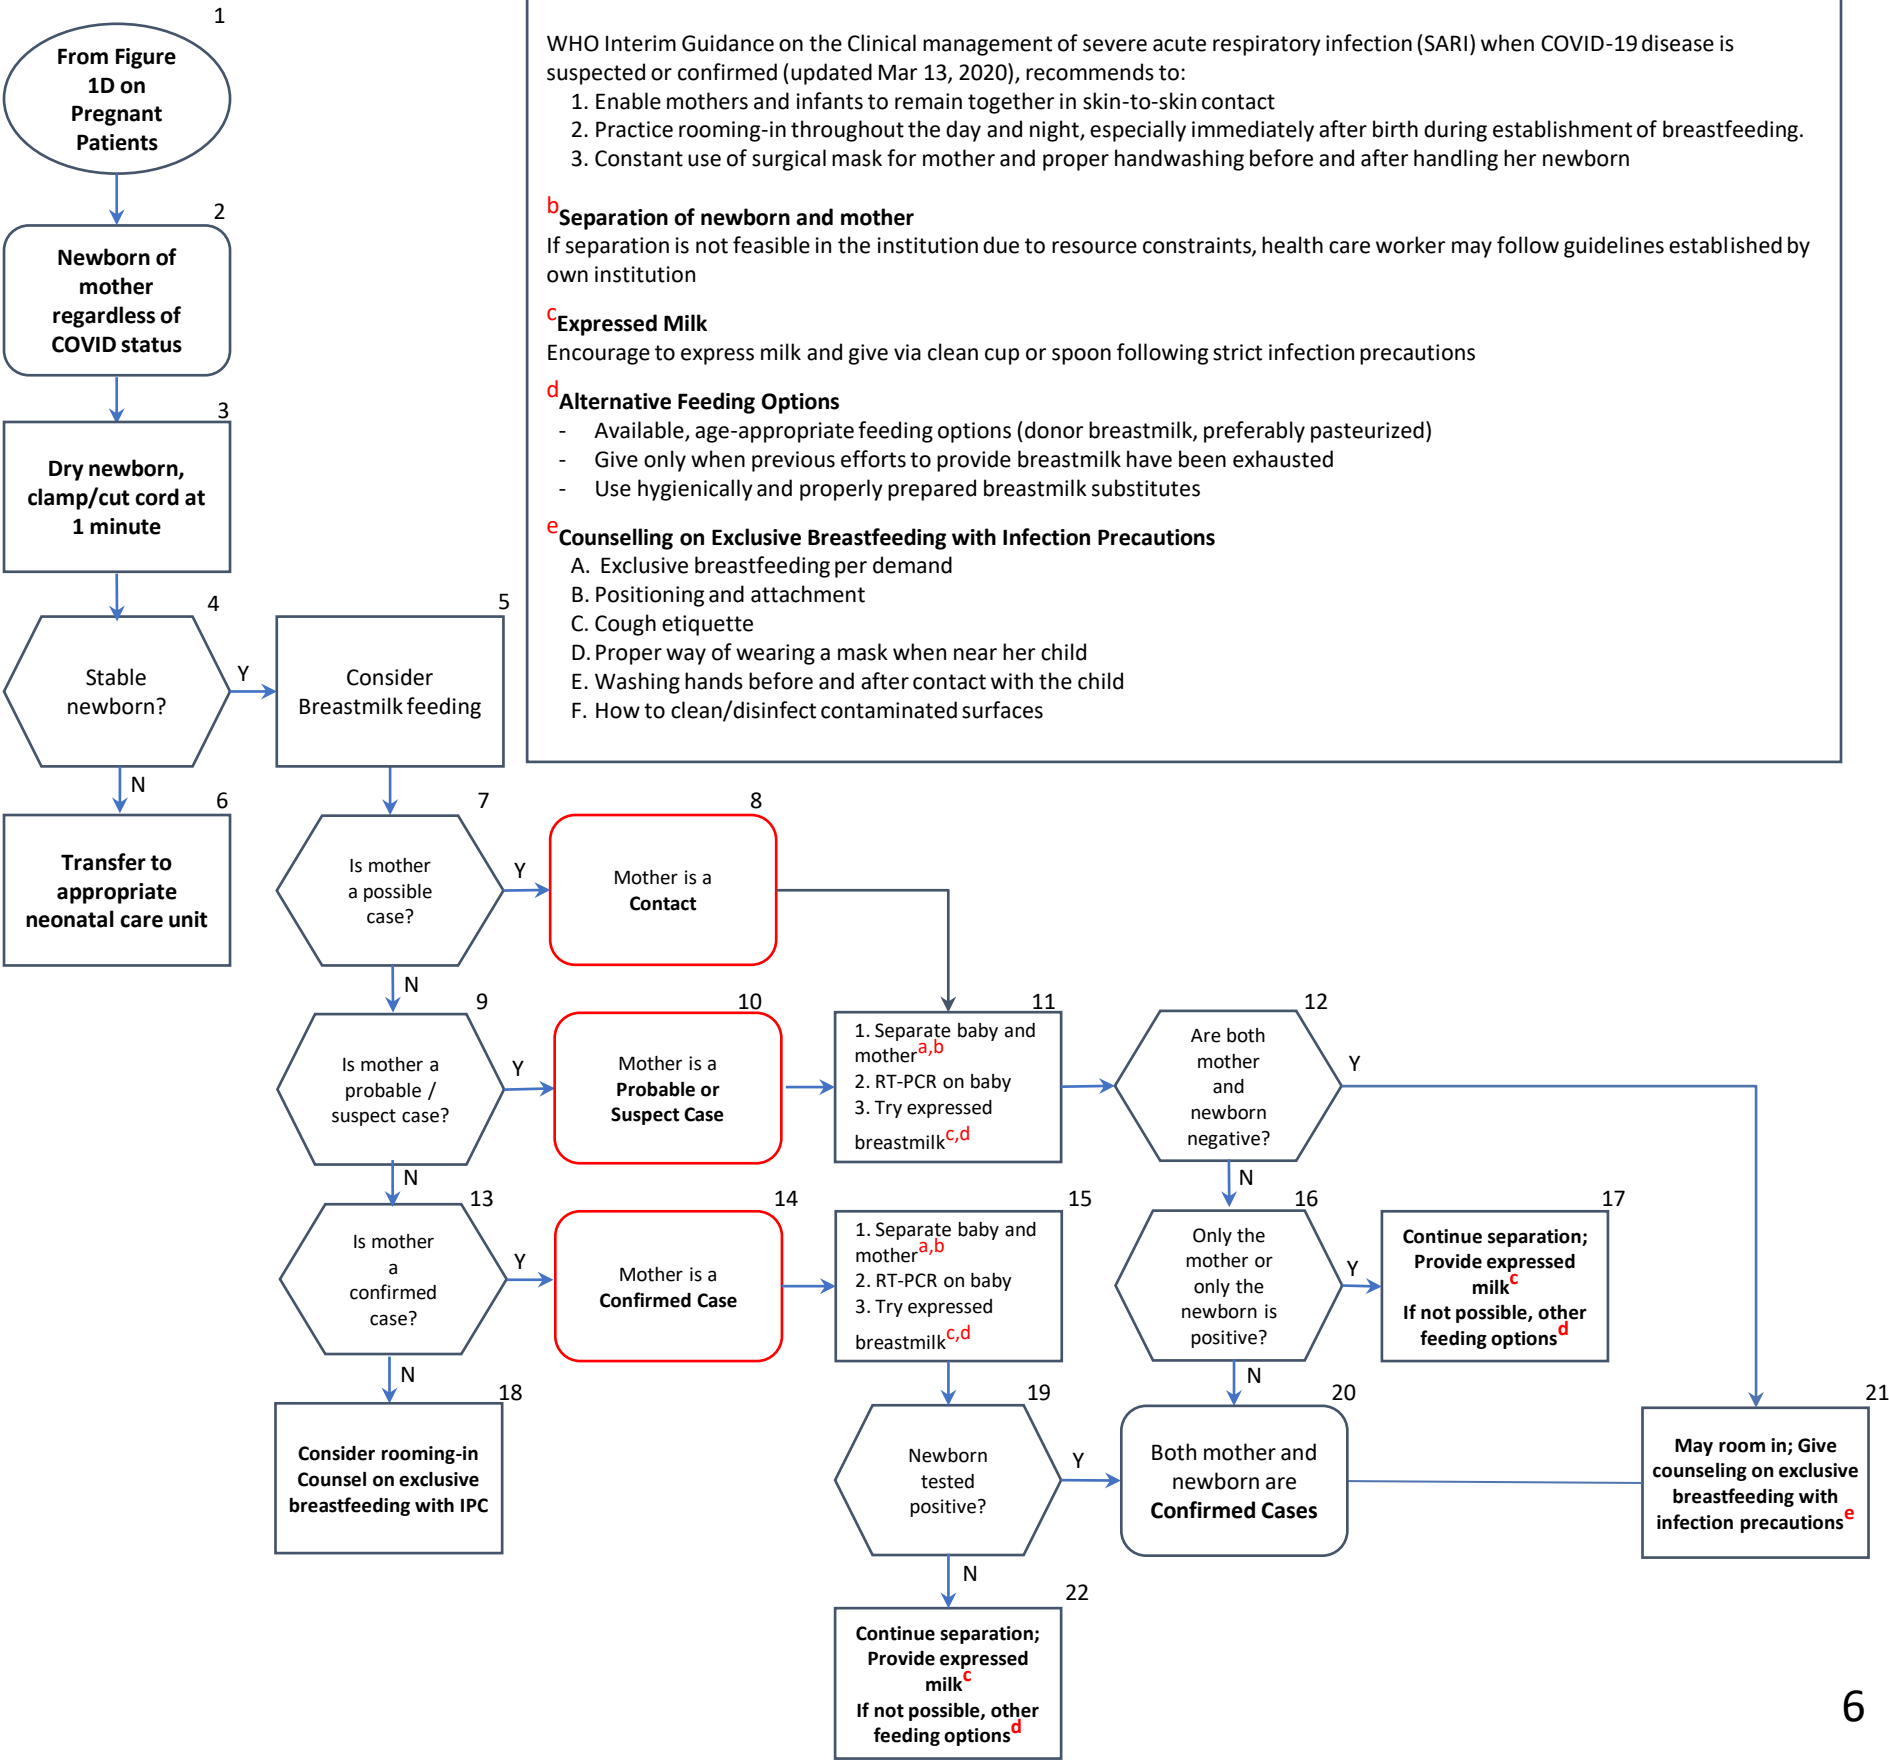 1
From Figure
1D on
Pregnant
Patients
WHO Interim Guidance on the Clinical management of severe acute respiratory infection (SARI) when COVID-19 disease is
suspected or confirmed (updated Mar 13, 2020), recommends to:
1. Enable mothers and infants to remain together in skin-to-skin contact
2. Practice rooming-in throughout the day and night, especially immediately after birth during establishment of breastfeeding.
3. Constant use of surgical mask for mother and proper handwashing before and after handling her newborn
b Separation of newborn and mother
If separation is not feasible in the institution due to resource constraints, health care worker may follow guidelines established by
own institution
c Expressed Milk
Encourage to express milk and give via clean cup or spoon following strict infection precautions
d Alternative Feeding Options
- Available, age-appropriate feeding options (donor breastmilk, preferably pasteurized)
- Give only when previous efforts to provide breastmilk have been exhausted
- Use hygienically and properly prepared breastmilk substitutes
e Counselling on Exclusive Breastfeeding with Infection Precautions
A. Exclusive breastfeeding per demand
B. Positioning and attachment
C. Cough etiquette
D. Proper way of wearing a mask when near her child
E. Washing hands before and after contact with the child
F. How to clean/disinfect contaminated surfaces
2
Newborn of
mother
regardless of
COVID status
3
Dry newborn,
clamp/cut cord at
1 minute
4
Stable
newborn?
Y
N
5
Consider
Breastmilk feeding
6
Transfer to
appropriate
neonatal care unit
7
Is mother
a possible
case?
Y
N
8
Mother is a
Contact
9
Is mother a
probable /
suspect case?
Y
N
10
Mother is a
Probable or
Suspect Case
11
1. Separate baby and
mother a,b
2. RT-PCR on baby
3. Try expressed
breastmilk c,d
12
Are both
mother
and
newborn
negative?
Y
N
13
Is mother
a
confirmed
case?
Y
N
14
Mother is a
Confirmed Case
15
1. Separate baby and
mother a,b
2. RT-PCR on baby
3. Try expressed
breastmilk c,d
16
Only the
mother or
only the
newborn is
positive?
Y
N
17
Continue separation;
Provide expressed
milk c
If not possible, other
feeding options d
18
Consider rooming-in
Counsel on exclusive
breastfeeding with IPC
19
Newborn
tested
positive?
Y
N
20
Both mother and
newborn are
Confirmed Cases
21
May room in; Give
counseling on exclusive
breastfeeding with
infection precautions e
22
Continue separation;
Provide expressed
milk c
If not possible, other
feeding options d
6